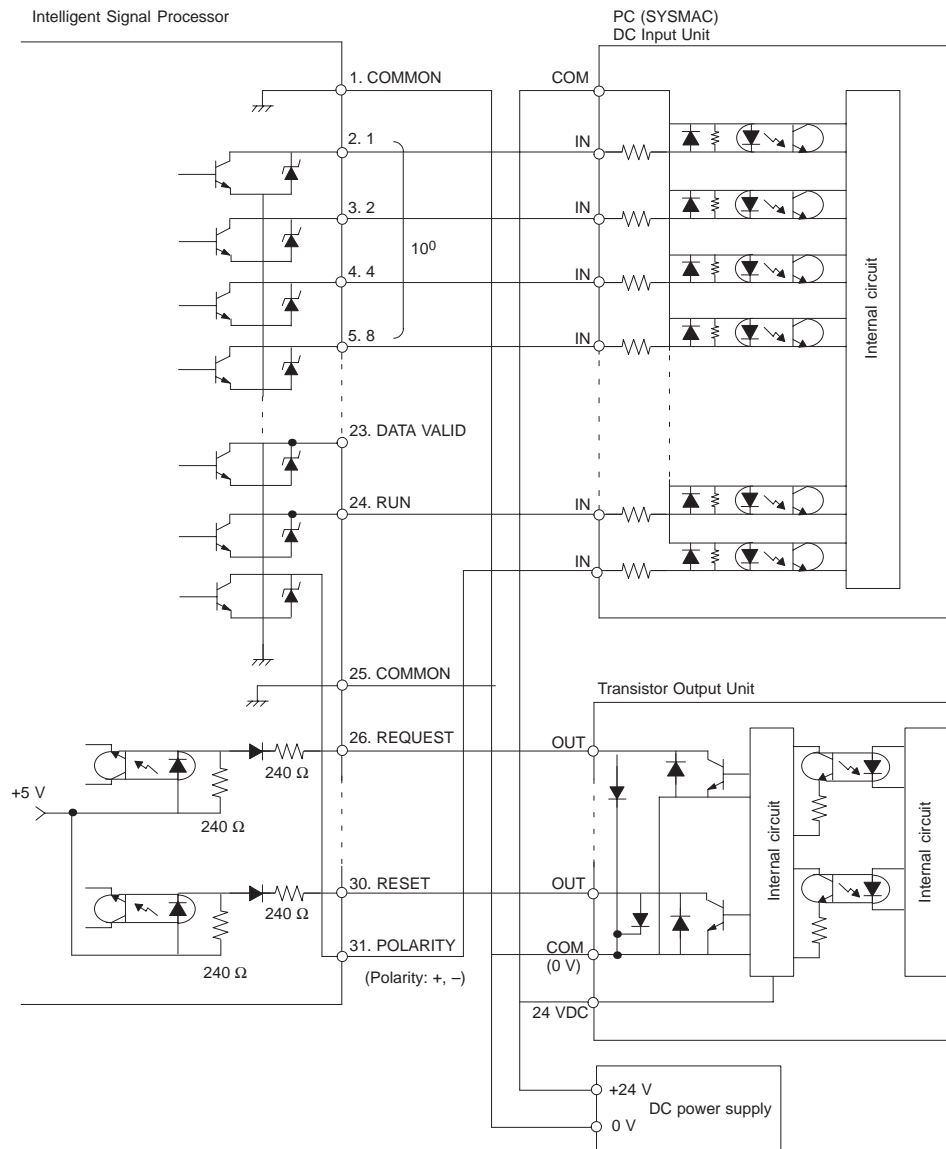 Intelligent Signal Processor
PC (SYSMAC)
DC Input Unit
1. COMMON
COM
2. 1
IN
3. 2
IN
10⁰
4. 4
IN
5. 8
IN
Internal circuit
23. DATA VALID
24. RUN
IN
IN
25. COMMON
Transistor Output Unit
26. REQUEST
OUT
240 Ω
+5 V
240 Ω
Internal circuit
Internal circuit
30. RESET
OUT
240 Ω
31. POLARITY
COM
(0 V)
240 Ω
(Polarity: +, –)
24 VDC
+24 V
DC power supply
0 V